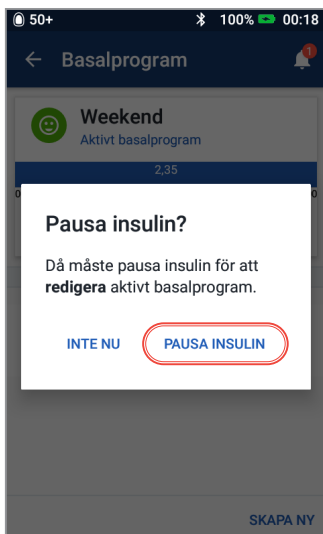 50+ 100% 00:18
Basalprogram 1
Weekend
Aktivt basalprogram
2,35
Pausa insulin?
Då måste pausa insulin för att
redigera aktivt basalprogram.
INTE NU PAUSA INSULIN
SKAPA NY